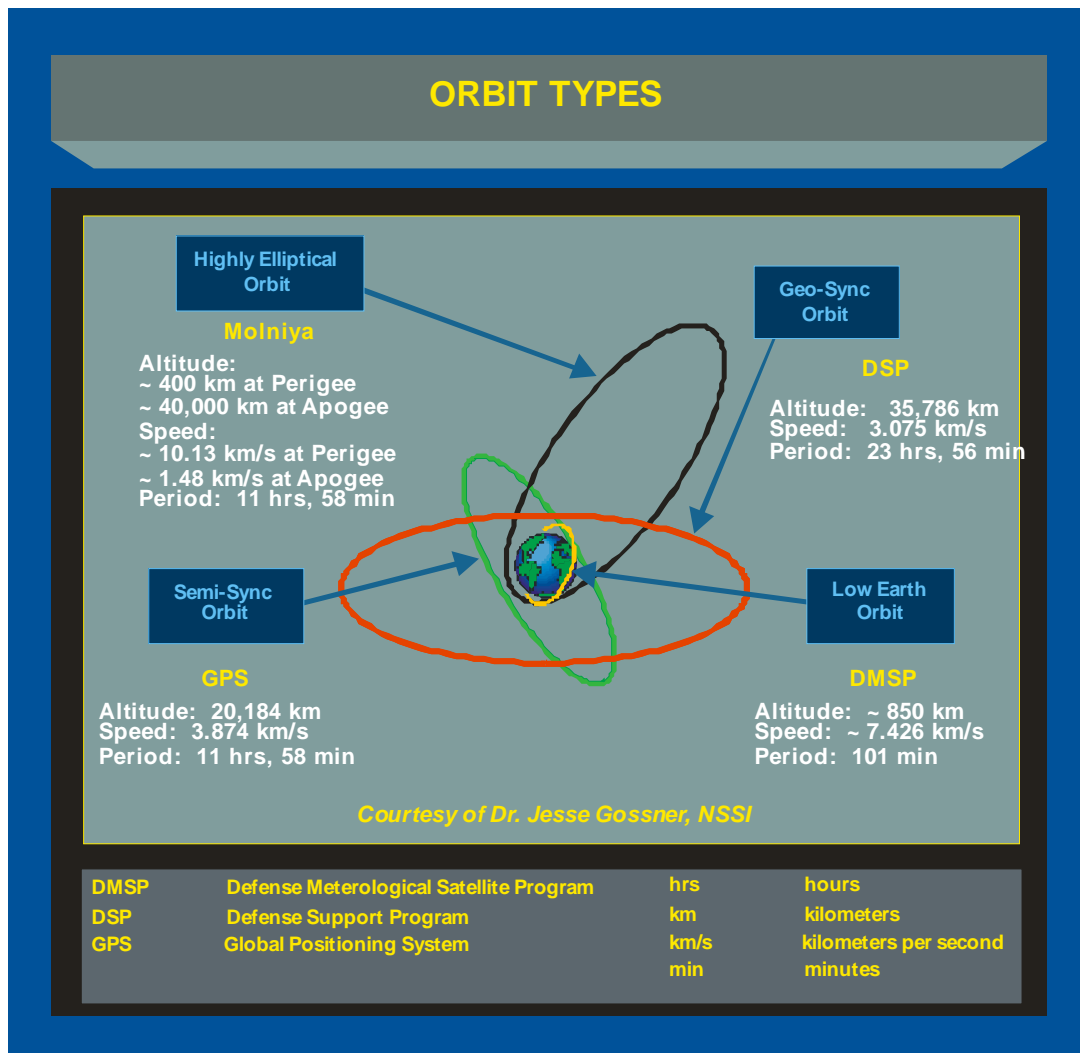 ORBIT TYPES
Highly Elliptical
Orbit
Molniya
Altitude:
~ 400 km at Perigee
~ 40,000 km at Apogee
Speed:
~ 10.13 km/s at Perigee
~ 1.48 km/s at Apogee
Period: 11 hrs, 58 min
Geo-Sync
Orbit
DSP
Altitude: 35,786 km
Speed: 3.075 km/s
Period: 23 hrs, 56 min
Semi-Sync
Orbit
GPS
Altitude: 20,184 km
Speed: 3.874 km/s
Period: 11 hrs, 58 min
Low Earth
Orbit
DMSP
Altitude: ~ 850 km
Speed: ~ 7.426 km/s
Period: 101 min
Courtesy of Dr. Jesse Gossner, NSSI
DMSP Defense Meterological Satellite Program hrs hours
DSP Defense Support Program km kilometers
GPS Global Positioning System km/s kilometers per second
min minutes